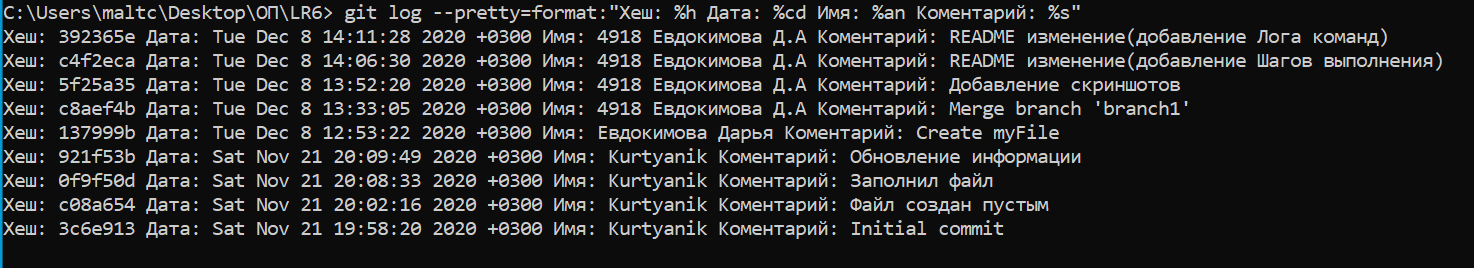 C:\Users\maltc\Desktop\ОП\LR6> git log --pretty=format:"Хеш: %h Дата: %cd Имя: %an Коментарий: %s"
Хеш: 392365e Дата: Tue Dec 8 14:11:28 2020 +0300 Имя: 4918 Евдокимова Д.А Коментарий: README изменение(добавление Лога команд)
Хеш: c4f2eca Дата: Tue Dec 8 14:06:30 2020 +0300 Имя: 4918 Евдокимова Д.А Коментарий: README изменение(добавление Шагов выполнения)
Хеш: 5f25a35 Дата: Tue Dec 8 13:52:20 2020 +0300 Имя: 4918 Евдокимова Д.А Коментарий: Добавление скриншотов
Хеш: c8aef4b Дата: Tue Dec 8 13:33:05 2020 +0300 Имя: 4918 Евдокимова Д.А Коментарий: Merge branch 'branch1'
Хеш: 137999b Дата: Tue Dec 8 12:53:22 2020 +0300 Имя: Евдокимова Дарья Коментарий: Create myFile
Хеш: 921f53b Дата: Sat Nov 21 20:09:49 2020 +0300 Имя: Kurtyanik Коментарий: Обновление информации
Хеш: 0f9f50d Дата: Sat Nov 21 20:08:33 2020 +0300 Имя: Kurtyanik Коментарий: Заполнил файл
Хеш: c08a654 Дата: Sat Nov 21 20:02:16 2020 +0300 Имя: Kurtyanik Коментарий: Файл создан пустым
Хеш: 3c6e913 Дата: Sat Nov 21 19:58:20 2020 +0300 Имя: Kurtyanik Коментарий: Initial commit